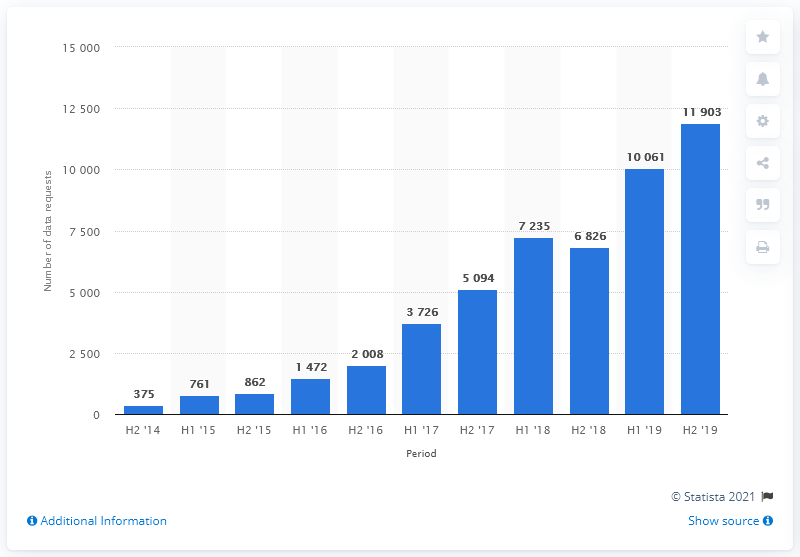 15 000
12 500
10 000
7 500
5 000
2 500
0
Number of data requests
375
761
862
1 472
2 008
3 726
5 094
7 235
6 826
10 061
11 903
H2 '14
H1 '15
H2 '15
H1 '16
H2 '16
H1 '17
H2 '17
H1 '18
H2 '18
H1 '19
H2 '19
Period
© Statista 2021
Additional Information
Show source